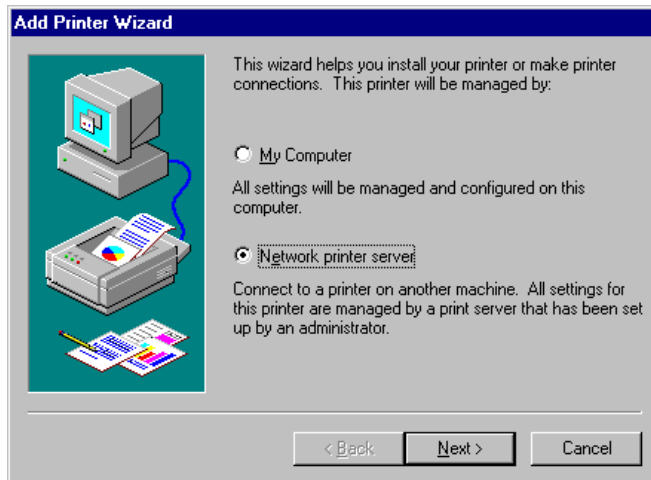 Add Printer Wizard
This wizard helps you install your printer or make printer
connections. This printer will be managed by:
My Computer
All settings will be managed and configured on this
computer.
Network printer server
Connect to a printer on another machine. All settings for
this printer are managed by a print server that has been set
up by an administrator.
< Back
Next >
Cancel